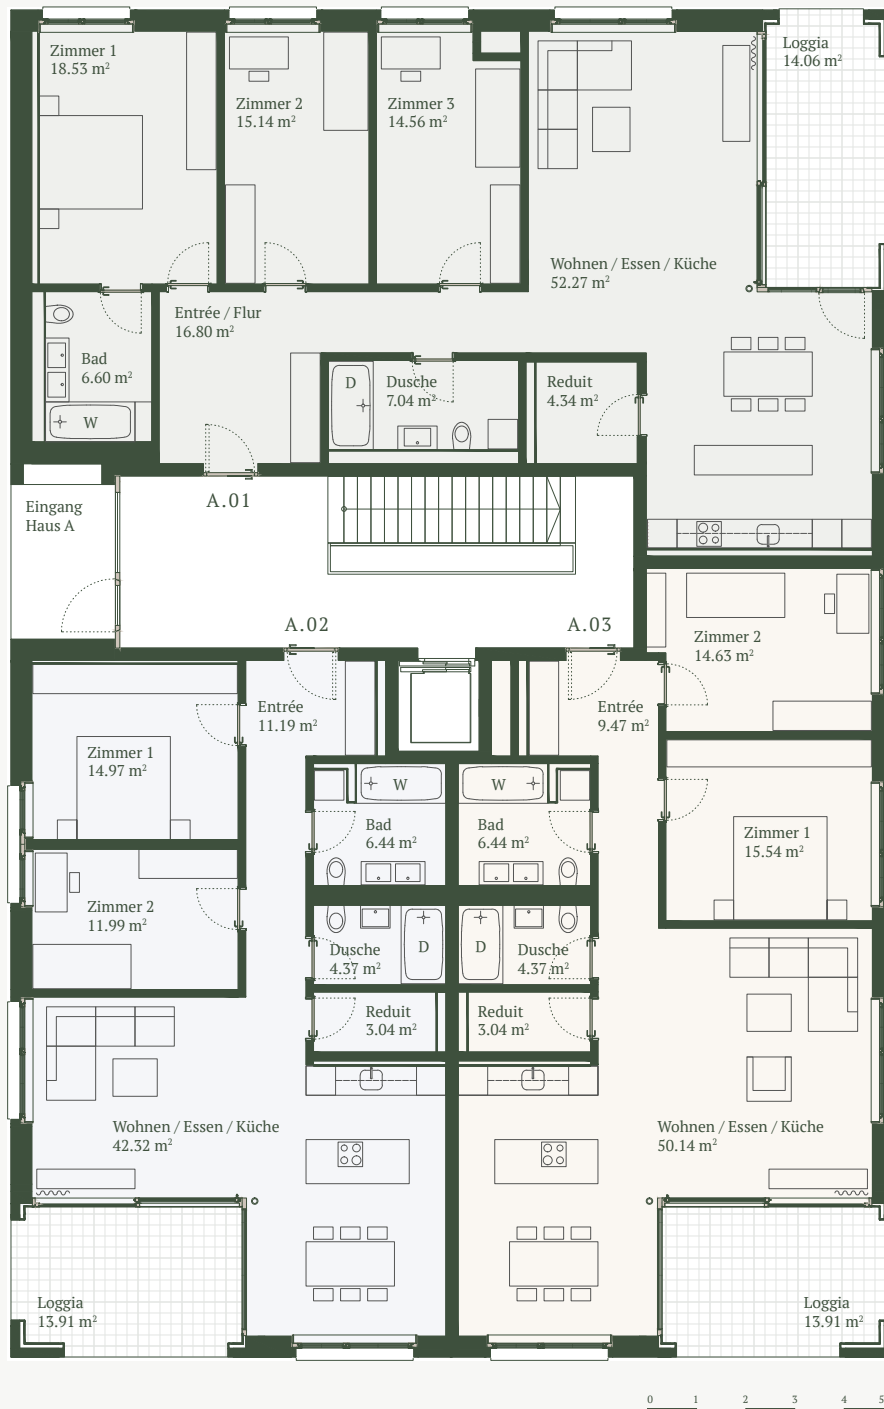 Zimmer 1
18.53 m²
Zimmer 2
15.14 m²
Zimmer 3
14.56 m²
Loggia
14.06 m²
Wohnen / Essen / Küche
52.27 m²
Entrée / Flur
16.80 m²
Bad
6.60 m²
W
D
Dusche
7.04 m²
Reduit
4.34 m²
Eingang
Haus A
A.01
A.02
A.03
Zimmer 2
14.63 m²
Entrée
11.19 m²
Entrée
9.47 m²
Zimmer 1
14.97 m²
W
W
Bad
6.44 m²
Bad
6.44 m²
Zimmer 1
15.54 m²
Zimmer 2
11.99 m²
Dusche
4.37 m²
D
D
Dusche
4.37 m²
Reduit
3.04 m²
Reduit
3.04 m²
Wohnen / Essen / Küche
42.32 m²
Wohnen / Essen / Küche
50.14 m²
Loggia
13.91 m²
Loggia
13.91 m²
0 1 2 3 4 5